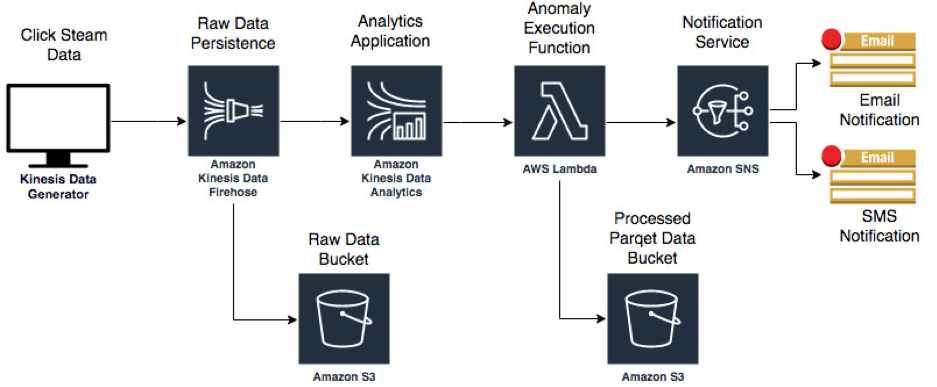 Click Steam
Data
Kinesis Data
Generator
Raw Data
Persistence
Amazon
Kinesis Data
Firehose
Analytics
Application
Amazon
Kinesis Data
Analytics
Anomaly
Execution
Function
AWS Lambda
Notification
Service
Amazon SNS
Email
Email
Notification
Email
SMS
Notification
Raw Data
Bucket
Amazon S3
Processed
Parqet Data
Bucket
Amazon S3